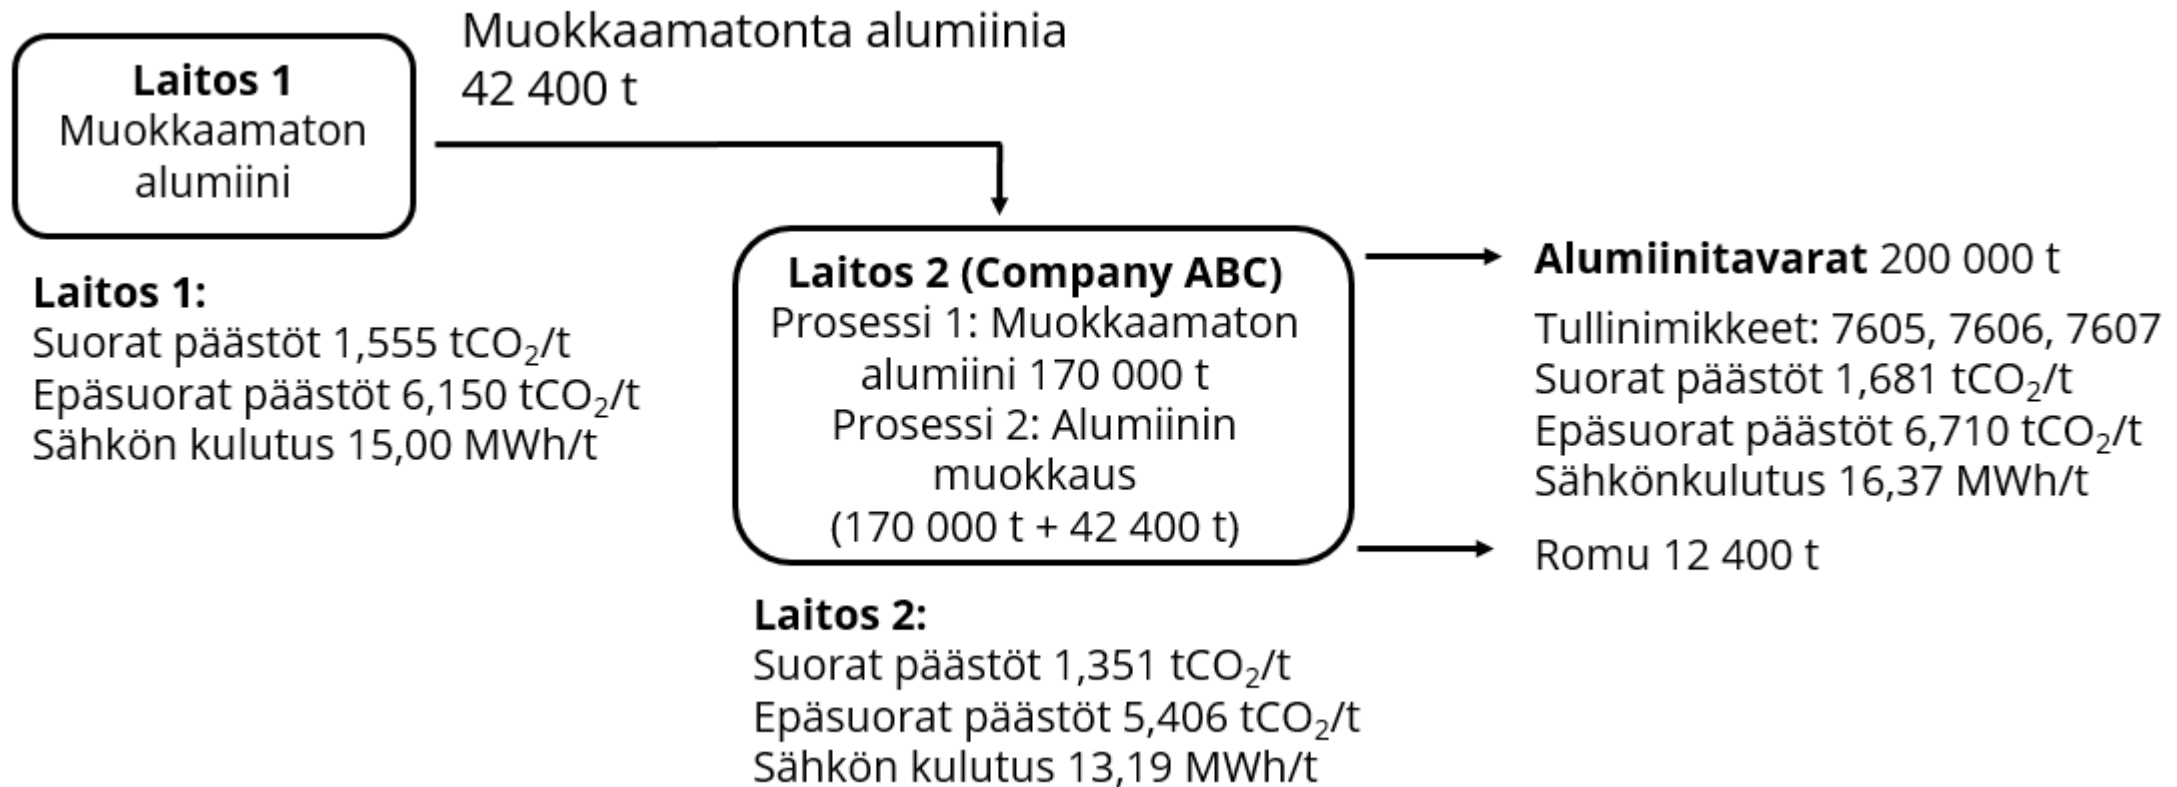 Muokkaamatonta alumiinia
42 400 t
Laitos 1
Muokkaamaton
alumiini
Laitos 1:
Suorat päästöt 1,555 tCO₂/t
Epäsuorat päästöt 6,150 tCO₂/t
Sähkön kulutus 15,00 MWh/t
Laitos 2 (Company ABC)
Prosessi 1: Muokkaamaton
alumiini 170 000 t
Prosessi 2: Alumiinin
muokkaus
(170 000 t + 42 400 t)
Alumiinitavarat 200 000 t
Tullinimikkeet: 7605, 7606, 7607
Suorat päästöt 1,681 tCO₂/t
Epäsuorat päästöt 6,710 tCO₂/t
Sähkönkulutus 16,37 MWh/t
Romu 12 400 t
Laitos 2:
Suorat päästöt 1,351 tCO₂/t
Epäsuorat päästöt 5,406 tCO₂/t
Sähkön kulutus 13,19 MWh/t